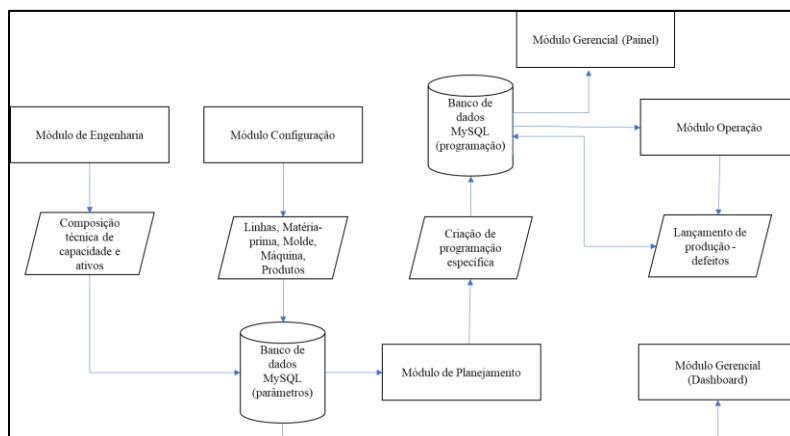 Módulo Gerencial (Painel)
Banco de
dados
MySQL
(programação)
Módulo de Engenharia
Módulo Configuração
Módulo Operação
Composição
técnica de
capacidade e
ativos
Linhas, Matéria-
prima, Molde,
Máquina,
Produtos
Criação de
programação
específica
Lançamento de
produção -
defeitos
Banco de
dados
MySQL
(parâmetros)
Módulo de Planejamento
Módulo Gerencial
(Dashboard)